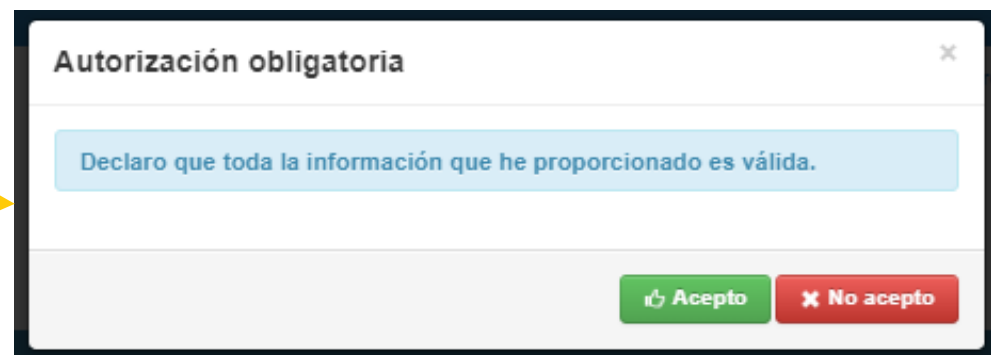 Autorización obligatoria
×
Declaro que toda la información que he proporcionado es válida.
Acepto
No acepto